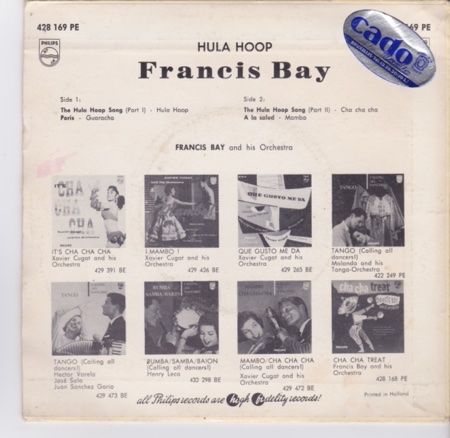 428 169 PE
428 169 PE
PHILIPS
PHILIPS
cado
HULA HOOP
Francis Bay
Side 1:
The Hula Hoop Song (Part I) - Hula Hoop
Paris - Guaracha
Side 2:
The Hula Hoop Song (Part II) - Cha cha cha
A la salud - Mambo
FRANCIS BAY and his Orchestra
CHA
CHA
CHA
QUE GUSTO ME DA
TANGO
IT'S CHA CHA CHA
Xavier Cugat and his
Orchestra
429 391 BE
I MAMBO !
Xavier Cugat and his
Orchestra
429 426 BE
QUE GUSTO ME DA
Xavier Cugat and his
Orchestra
429 265 BE
TANGO (Calling all
dancers!)
Malando and his
Tango-Orchestra
422 249 PE
TANGO
RUMBA
SAMBA/BAION
MAMBO
CHA CHA CHA
cha cha treat
TANGO (Calling all
dancers!)
Hector Varela
José Sala
Juan Sanchez Gorio
429 473 BE
RUMBA/SAMBA/BAION
(Calling all dancers!)
Henry Leca
432 298 BE
MAMBO/CHA CHA CHA
(Calling all dancers!)
Xavier Cugat and his
Orchestra
429 472 BE
CHA CHA TREAT
Francis Bay and his
Orchestra
428 168 PE
all Philips records are high fidelity records!
Printed in Holland